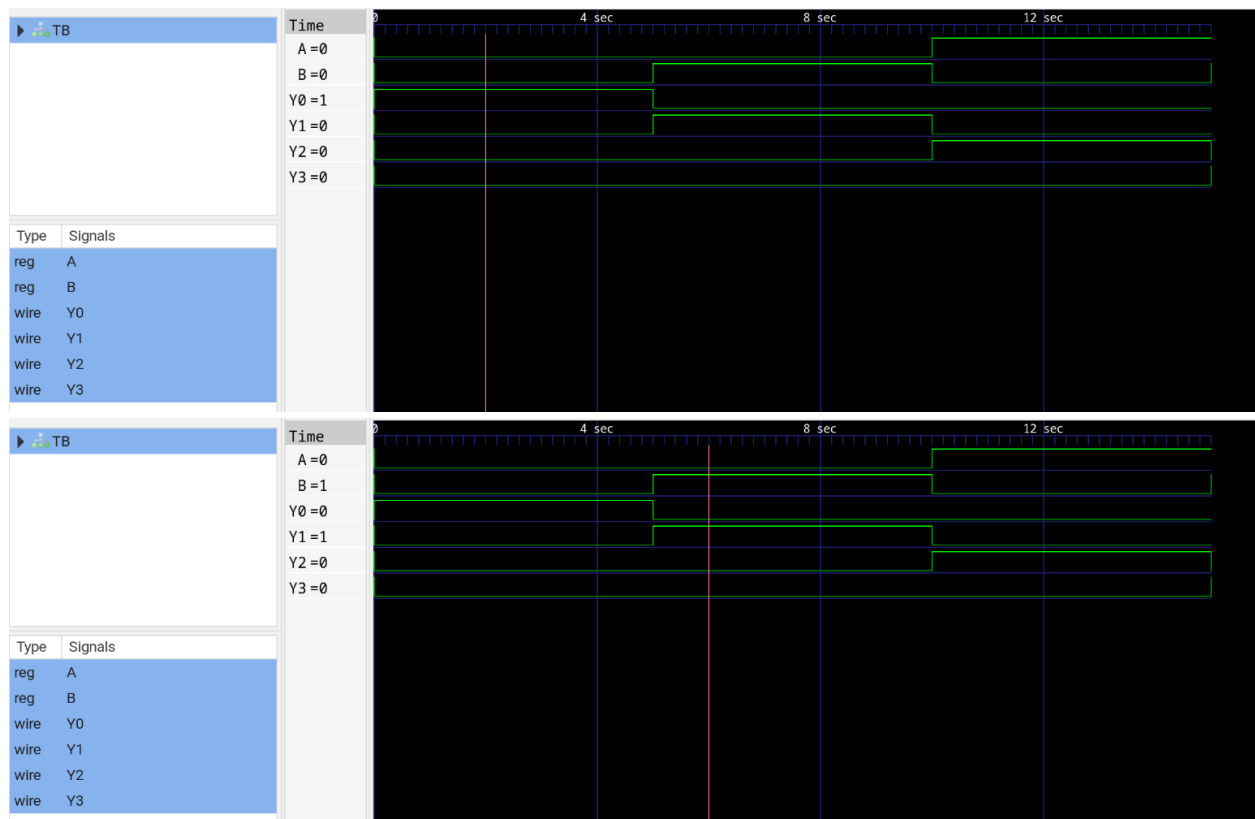 TB
Time
0 4 sec 8 sec 12 sec
A =0
B =0
Y0 =1
Y1 =0
Y2 =0
Y3 =0
Type Signals
reg A
reg B
wire Y0
wire Y1
wire Y2
wire Y3
TB
Time
0 4 sec 8 sec 12 sec
A =0
B =1
Y0 =0
Y1 =1
Y2 =0
Y3 =0
Type Signals
reg A
reg B
wire Y0
wire Y1
wire Y2
wire Y3